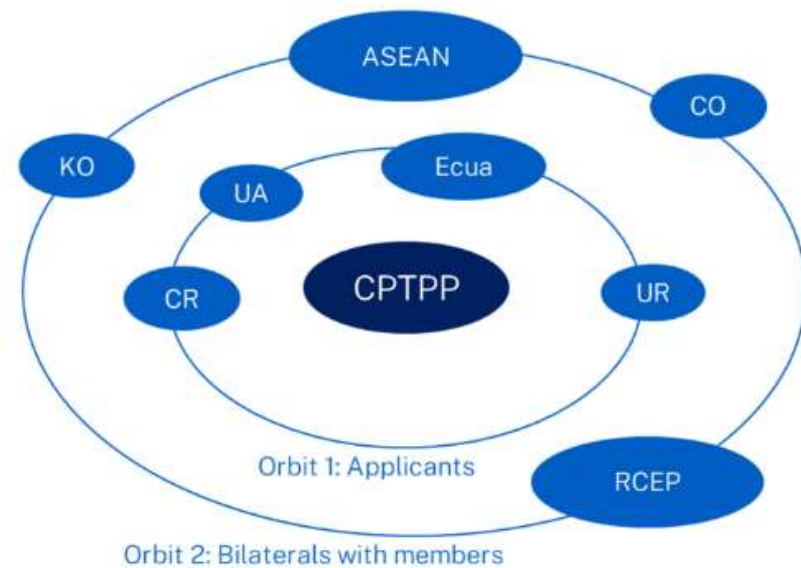 ASEAN
CO
KO
UA
Ecua
CPTPP
CR
UR
Orbit 1: Applicants
RCEP
Orbit 2: Bilaterals with members